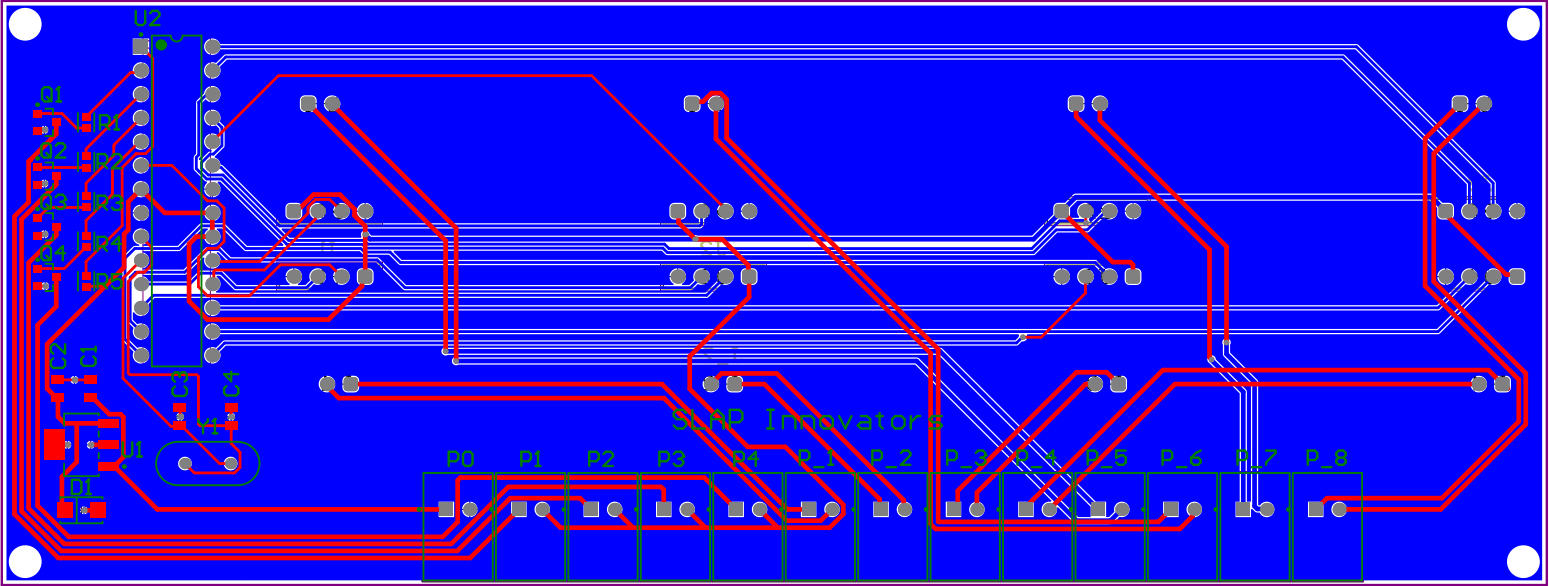 U2
Q1
R1
Q2
R2
Q3
R3
Q4
R4
R5
C2
C1
C3
C4
Y1
SLAP Innovators
U1
D1
P0
P1
P2
P3
P4
P_1
P_2
P_3
P_4
P_5
P_6
P_7
P_8